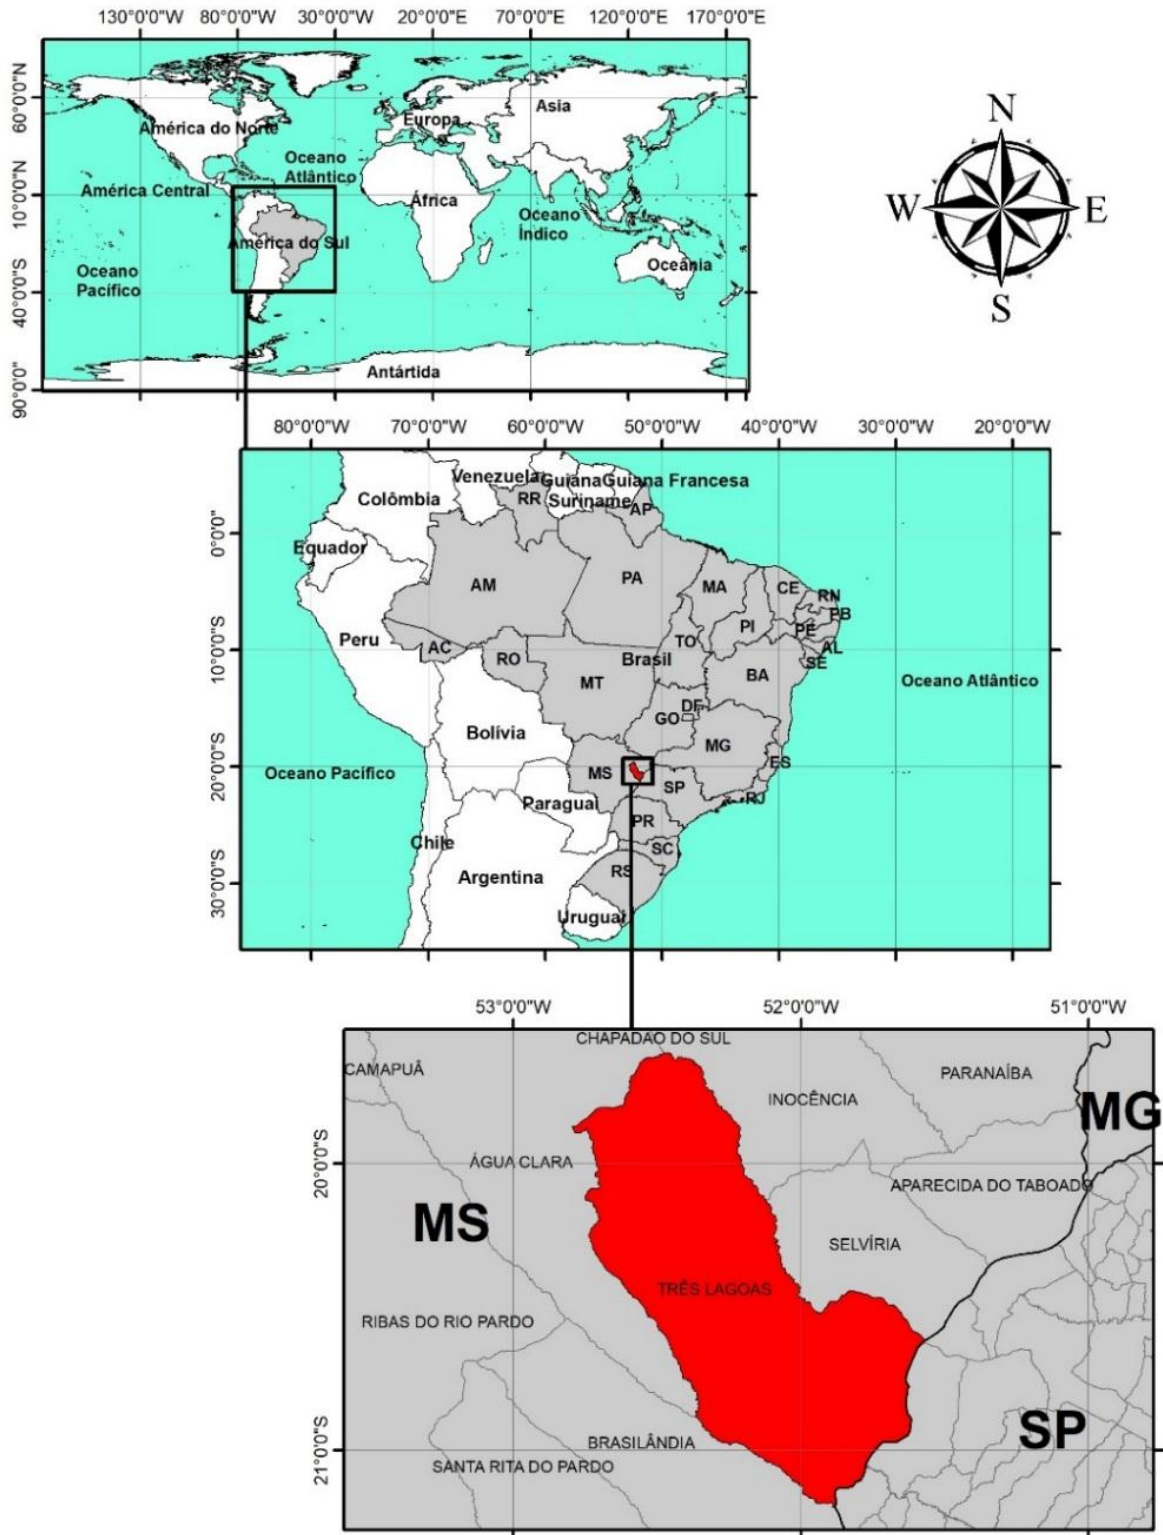 130°0'0"W 80°0'0"W 30°0'0"W 20°0'0"E 70°0'0"E 120°0'0"E 170°0'0"E
60°0'0"N
10°0'0"N
40°0'0"S
90°0'0"
América do Norte
Europa
Asia
América Central
Oceano
Atlântico
África
Oceano
Índico
América do Sul
Oceano
Pacífico
Oceânia
Antártida
N
W
E
S
80°0'0"W 70°0'0"W 60°0'0"W 50°0'0"W 40°0'0"W 30°0'0"W 20°0'0"W
0°0'0"
10°0'0"S
20°0'0"S
30°0'0"S
Venezuela
Guiana
Guiana Francesa
Colômbia
RR
Suriname
AP
Equador
AM
PA
MA
CE
RN
PB
PI
PE
Peru
AC
RO
TO
AL
Brasil
SE
MT
BA
Oceano Atlântico
DF
GO
Bolívia
MG
ES
Oceano Pacífico
MS
SP
Paraguai
RJ
PR
Chile
SC
Argentina
RS
Uruguai
53°0'0"W 52°0'0"W 51°0'0"W
20°0'0"S
21°0'0"S
CHAPADÃO DO SUL
CAMAPUÃ
PARANAÍBA
INOCÊNCIA
MG
ÁGUA CLARA
APARECIDA DO TABOADO
MS
SELVÍRIA
TRÊS LAGOAS
RIBAS DO RIO PARDO
SP
BRASILÂNDIA
SANTA RITA DO PARDO